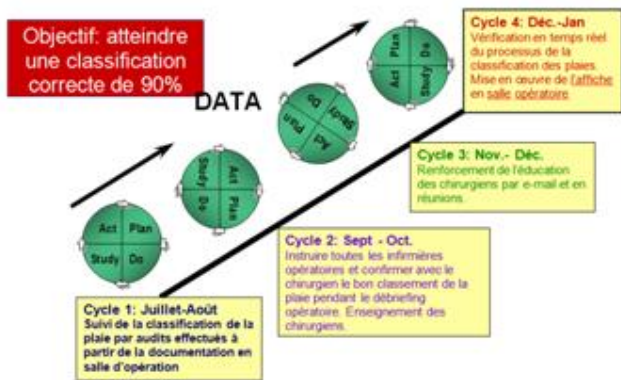 Objectif: atteindre
une classification
correcte de 90%
DATA
Act
Plan
Study
Do
Study
Act
Do
Plan
Do
Study
Plan
Act
Plan
Do
Act
Study
Cycle 1: Juillet-Août
Suivi de la classification de la
plaie par audits effectués à
partir de la documentation en
salle d'opération
Cycle 2: Sept - Oct.
Instruire toutes les infirmières
opératoires et confirmer avec le
chirurgien le bon classement de la
plaie pendant le débriefing
opératoire. Enseignement des
chirurgiens.
Cycle 3: Nov.- Déc.
Renforcement de l'éducation
des chirurgiens par e-mail et en
réunions.
Cycle 4: Déc.-Jan
Vérification en temps réel
du processus de la
classification des plaies.
Mise en œuvre de l'affiche
en salle opératoire.